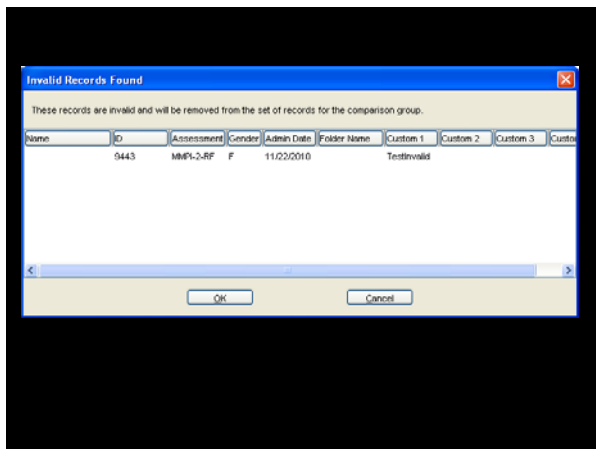 Invalid Records Found
These records are invalid and will be removed from the set of records for the comparison group.
Name ID Assessment Gender Admin Date Folder Name Custom 1 Custom 2 Custom 3 Custo
9443 MMPI-2-RF F 11/22/2010 Testinvalid
OK Cancel